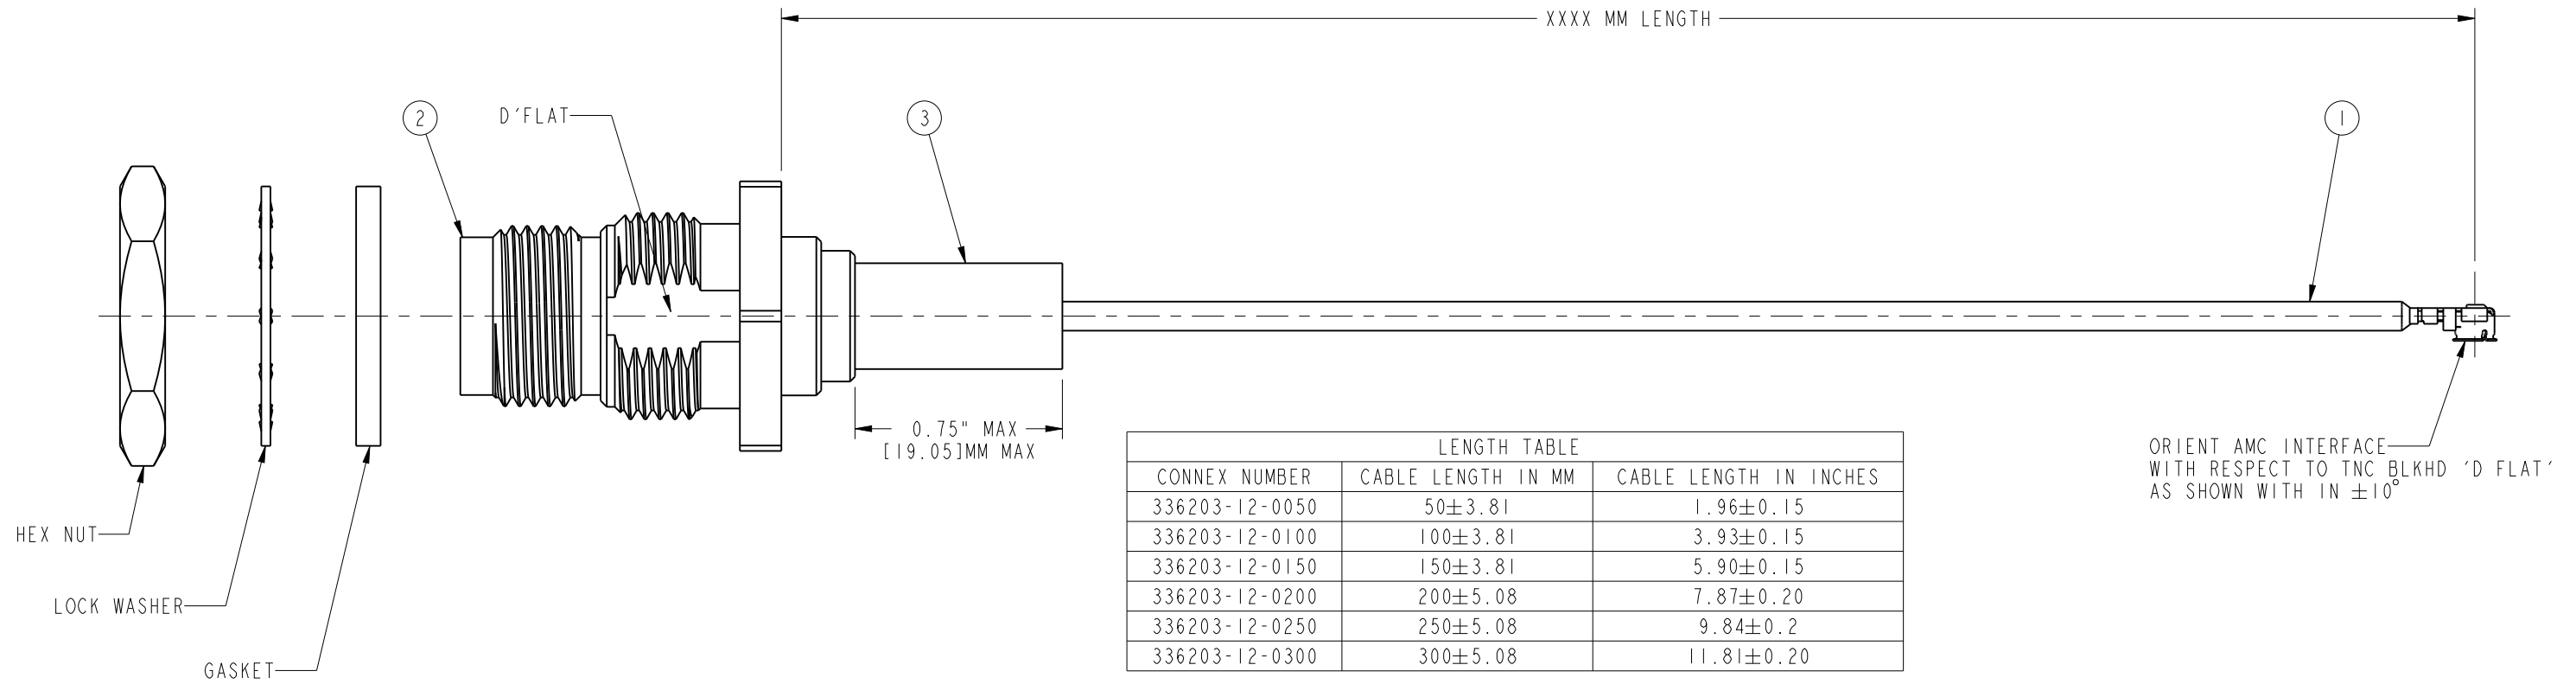 XXXX MM LENGTH
2
D'FLAT
3
1
0.75" MAX
[19.05]MM MAX
HEX NUT
LOCK WASHER
GASKET
LENGTH TABLE
CONNEX NUMBER CABLE LENGTH IN MM CABLE LENGTH IN INCHES
336203-12-0050 50±3.81 1.96±0.15
336203-12-0100 100±3.81 3.93±0.15
336203-12-0150 150±3.81 5.90±0.15
336203-12-0200 200±5.08 7.87±0.20
336203-12-0250 250±5.08 9.84±0.2
336203-12-0300 300±5.08 11.81±0.20
ORIENT AMC INTERFACE
WITH RESPECT TO TNC BLKHD 'D FLAT'
AS SHOWN WITH IN ±10°